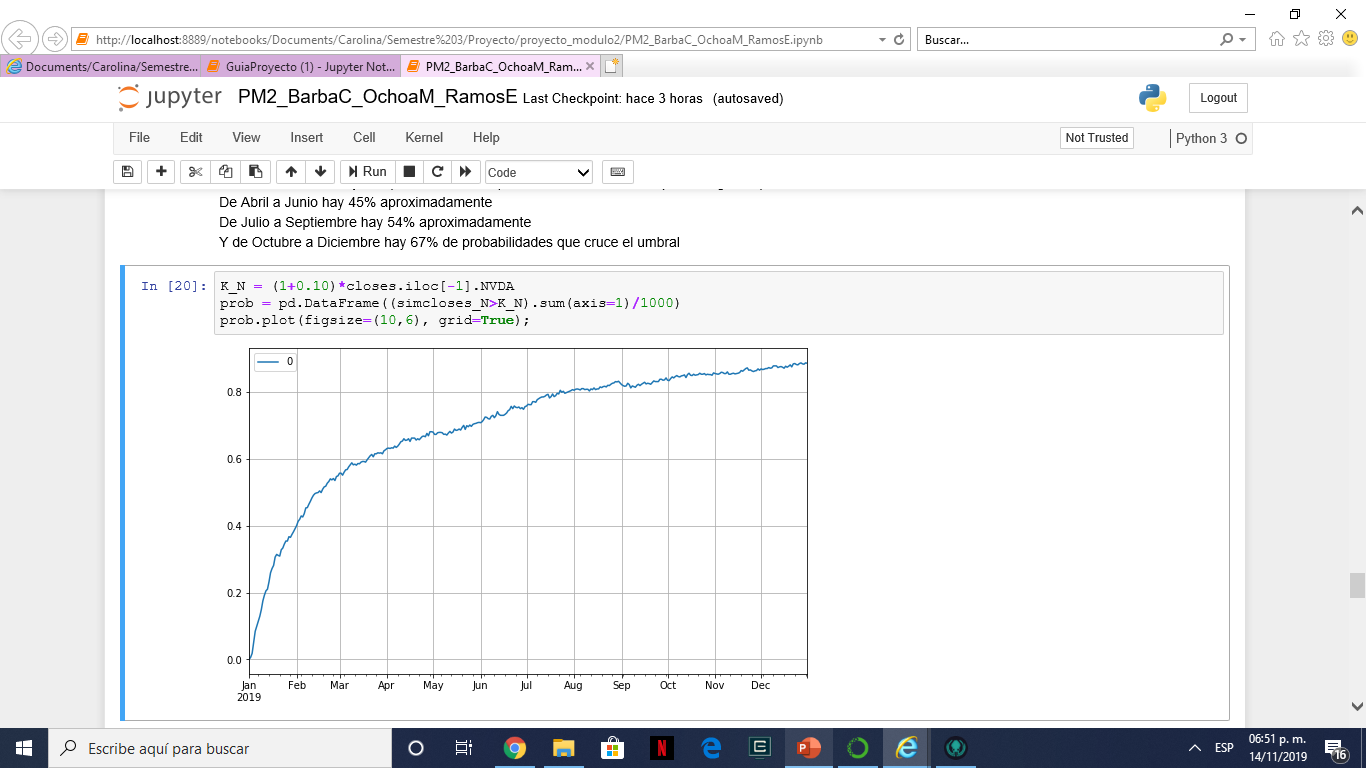 http://localhost:8889/notebooks/Documents/Carolina/Semestre%203/Proyecto/proyecto_modulo2/PM2_BarbaC_OchoaM_RamosE.ipynb
Buscar...
Documents/Carolina/Semestre...
GuiaProyecto (1) - Jupyter Not...
PM2_BarbaC_OchoaM_Ram...
jupyter PM2_BarbaC_OchoaM_RamosE Last Checkpoint: hace 3 horas (autosaved)
Logout
File Edit View Insert Cell Kernel Help
Not Trusted
Python 3
Run
Code
De Abril a Junio hay 45% aproximadamente
De Julio a Septiembre hay 54% aproximadamente
Y de Octubre a Diciembre hay 67% de probabilidades que cruce el umbral
In [20]:
K_N = (1+0.10)*closes.iloc[-1].NVDA
prob = pd.DataFrame((simcloses_N>K_N).sum(axis=1)/1000)
prob.plot(figsize=(10,6), grid=True);
0
0.8
0.6
0.4
0.2
0.0
Jan Feb Mar Apr May Jun Jul Aug Sep Oct Nov Dec
2019
Escribe aquí para buscar
N
P
ESP
06:51 p. m.
14/11/2019
16